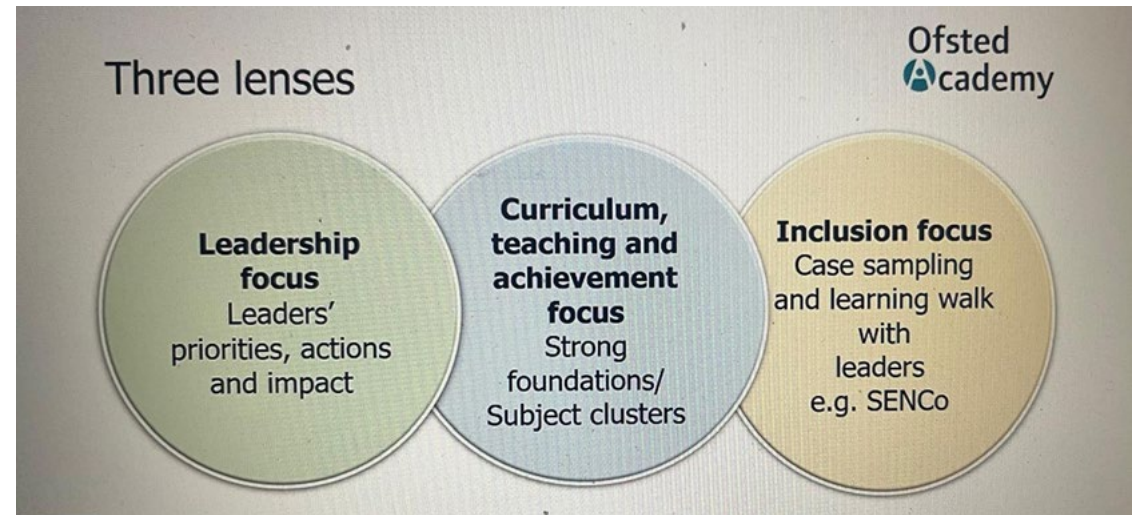 Three lenses
Ofsted
Academy
Leadership
focus
Leaders’
priorities, actions
and impact
Curriculum,
teaching and
achievement
focus
Strong
foundations/
Subject clusters
Inclusion focus
Case sampling
and learning walk
with
leaders
e.g. SENCo